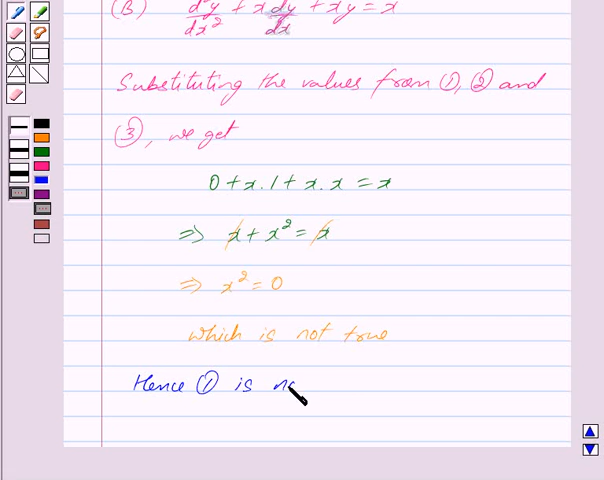 (B) d²y/dx² + x dy/dx + xy = x
Substituting the values from ①, ② and
③, we get
0 + x.1 + x.x = x
⇒ x + x² = x
⇒ x² = 0
which is not true
Hence ① is no